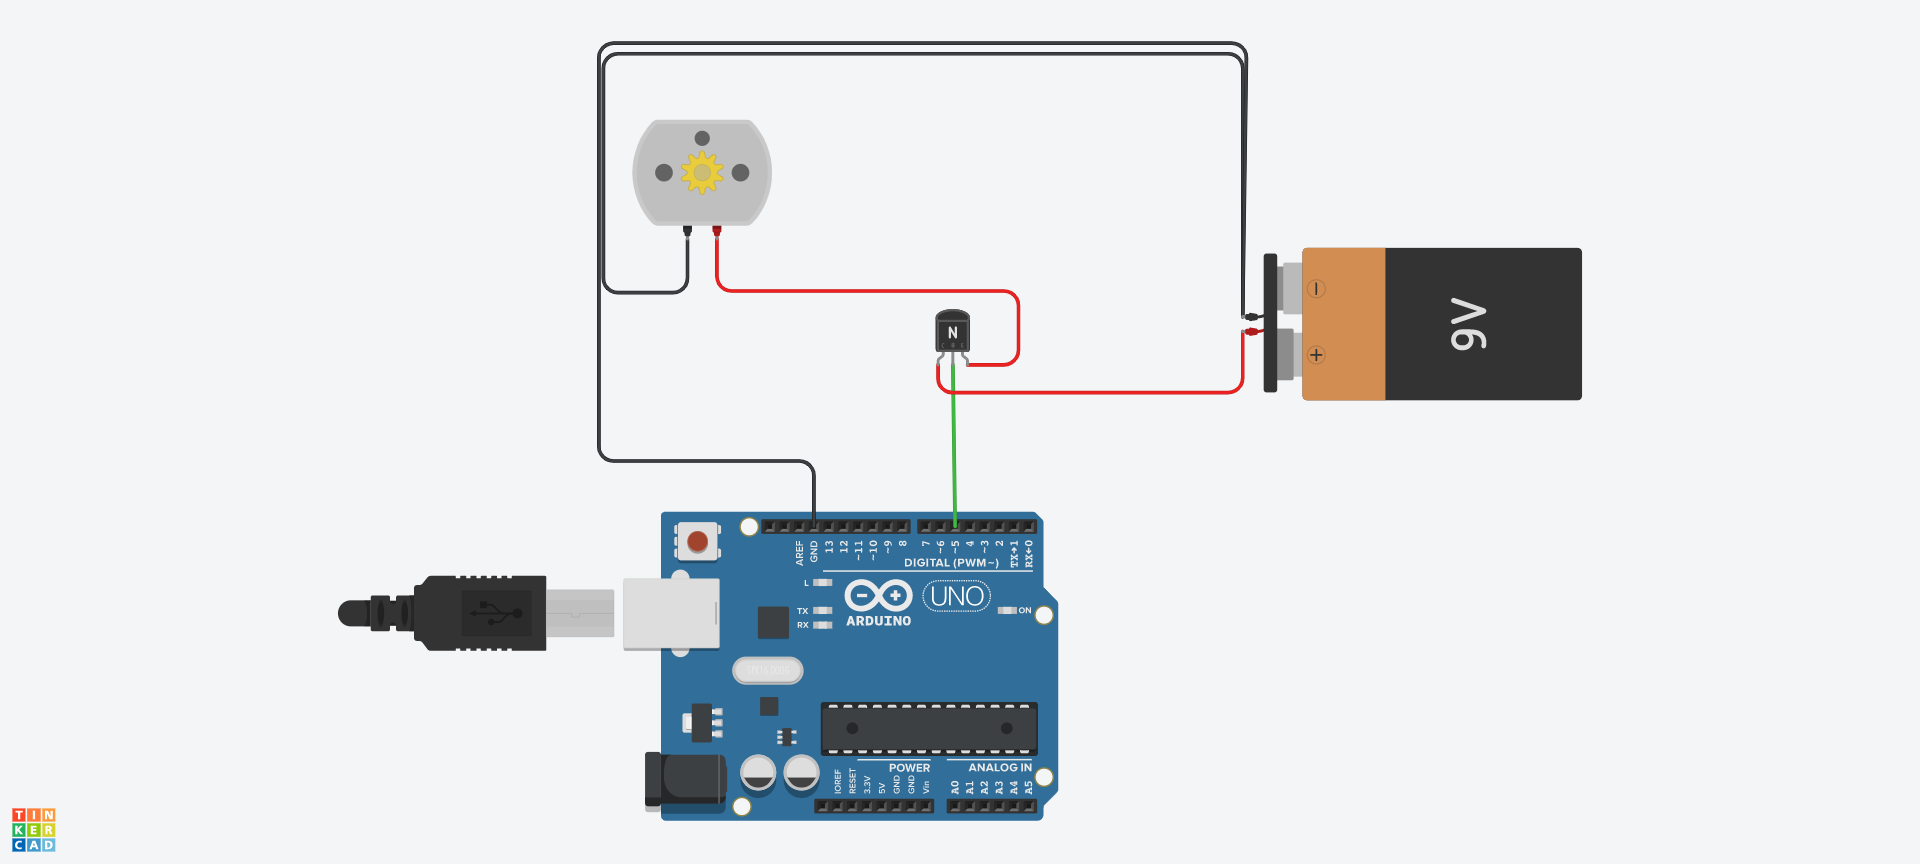 N
C B E
9V
AREF
GND
13
12
~11
~10
~9
8
7
~6
~5
4
~3
2
TX→1
RX←0
DIGITAL (PWM~)
L
TX
RX
ARDUINO
UNO
ON
POWER
ANALOG IN
IOREF
RESET
3.3V
5V
GND
GND
Vin
A0
A1
A2
A3
A4
A5
TIN
KER
CAD